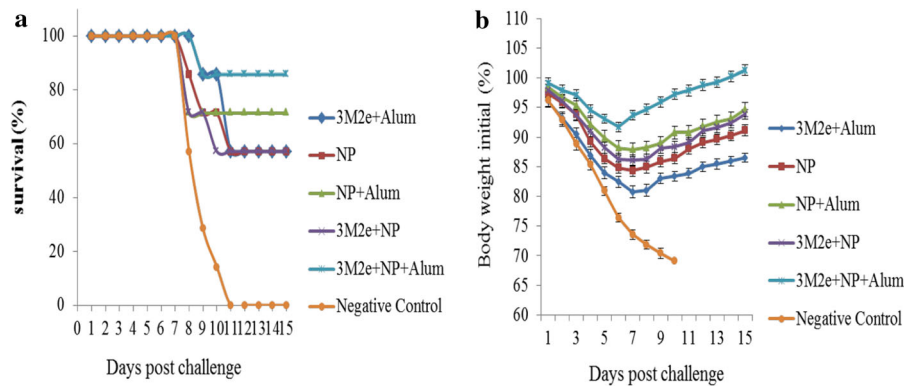 a
survival (%)
100
80
60
40
20
0
0 1 2 3 4 5 6 7 8 9 10 11 12 13 14 15
Days post challenge
3M2e+Alum
NP
NP+Alum
3M2e+NP
3M2e+NP+Alum
Negative Control
b
Body weight initial (%)
110
105
100
95
90
85
80
75
70
65
60
1 3 5 7 9 11 13 15
Days post challenge
3M2e+Alum
NP
NP+Alum
3M2e+NP
3M2e+NP+Alum
Negative Control